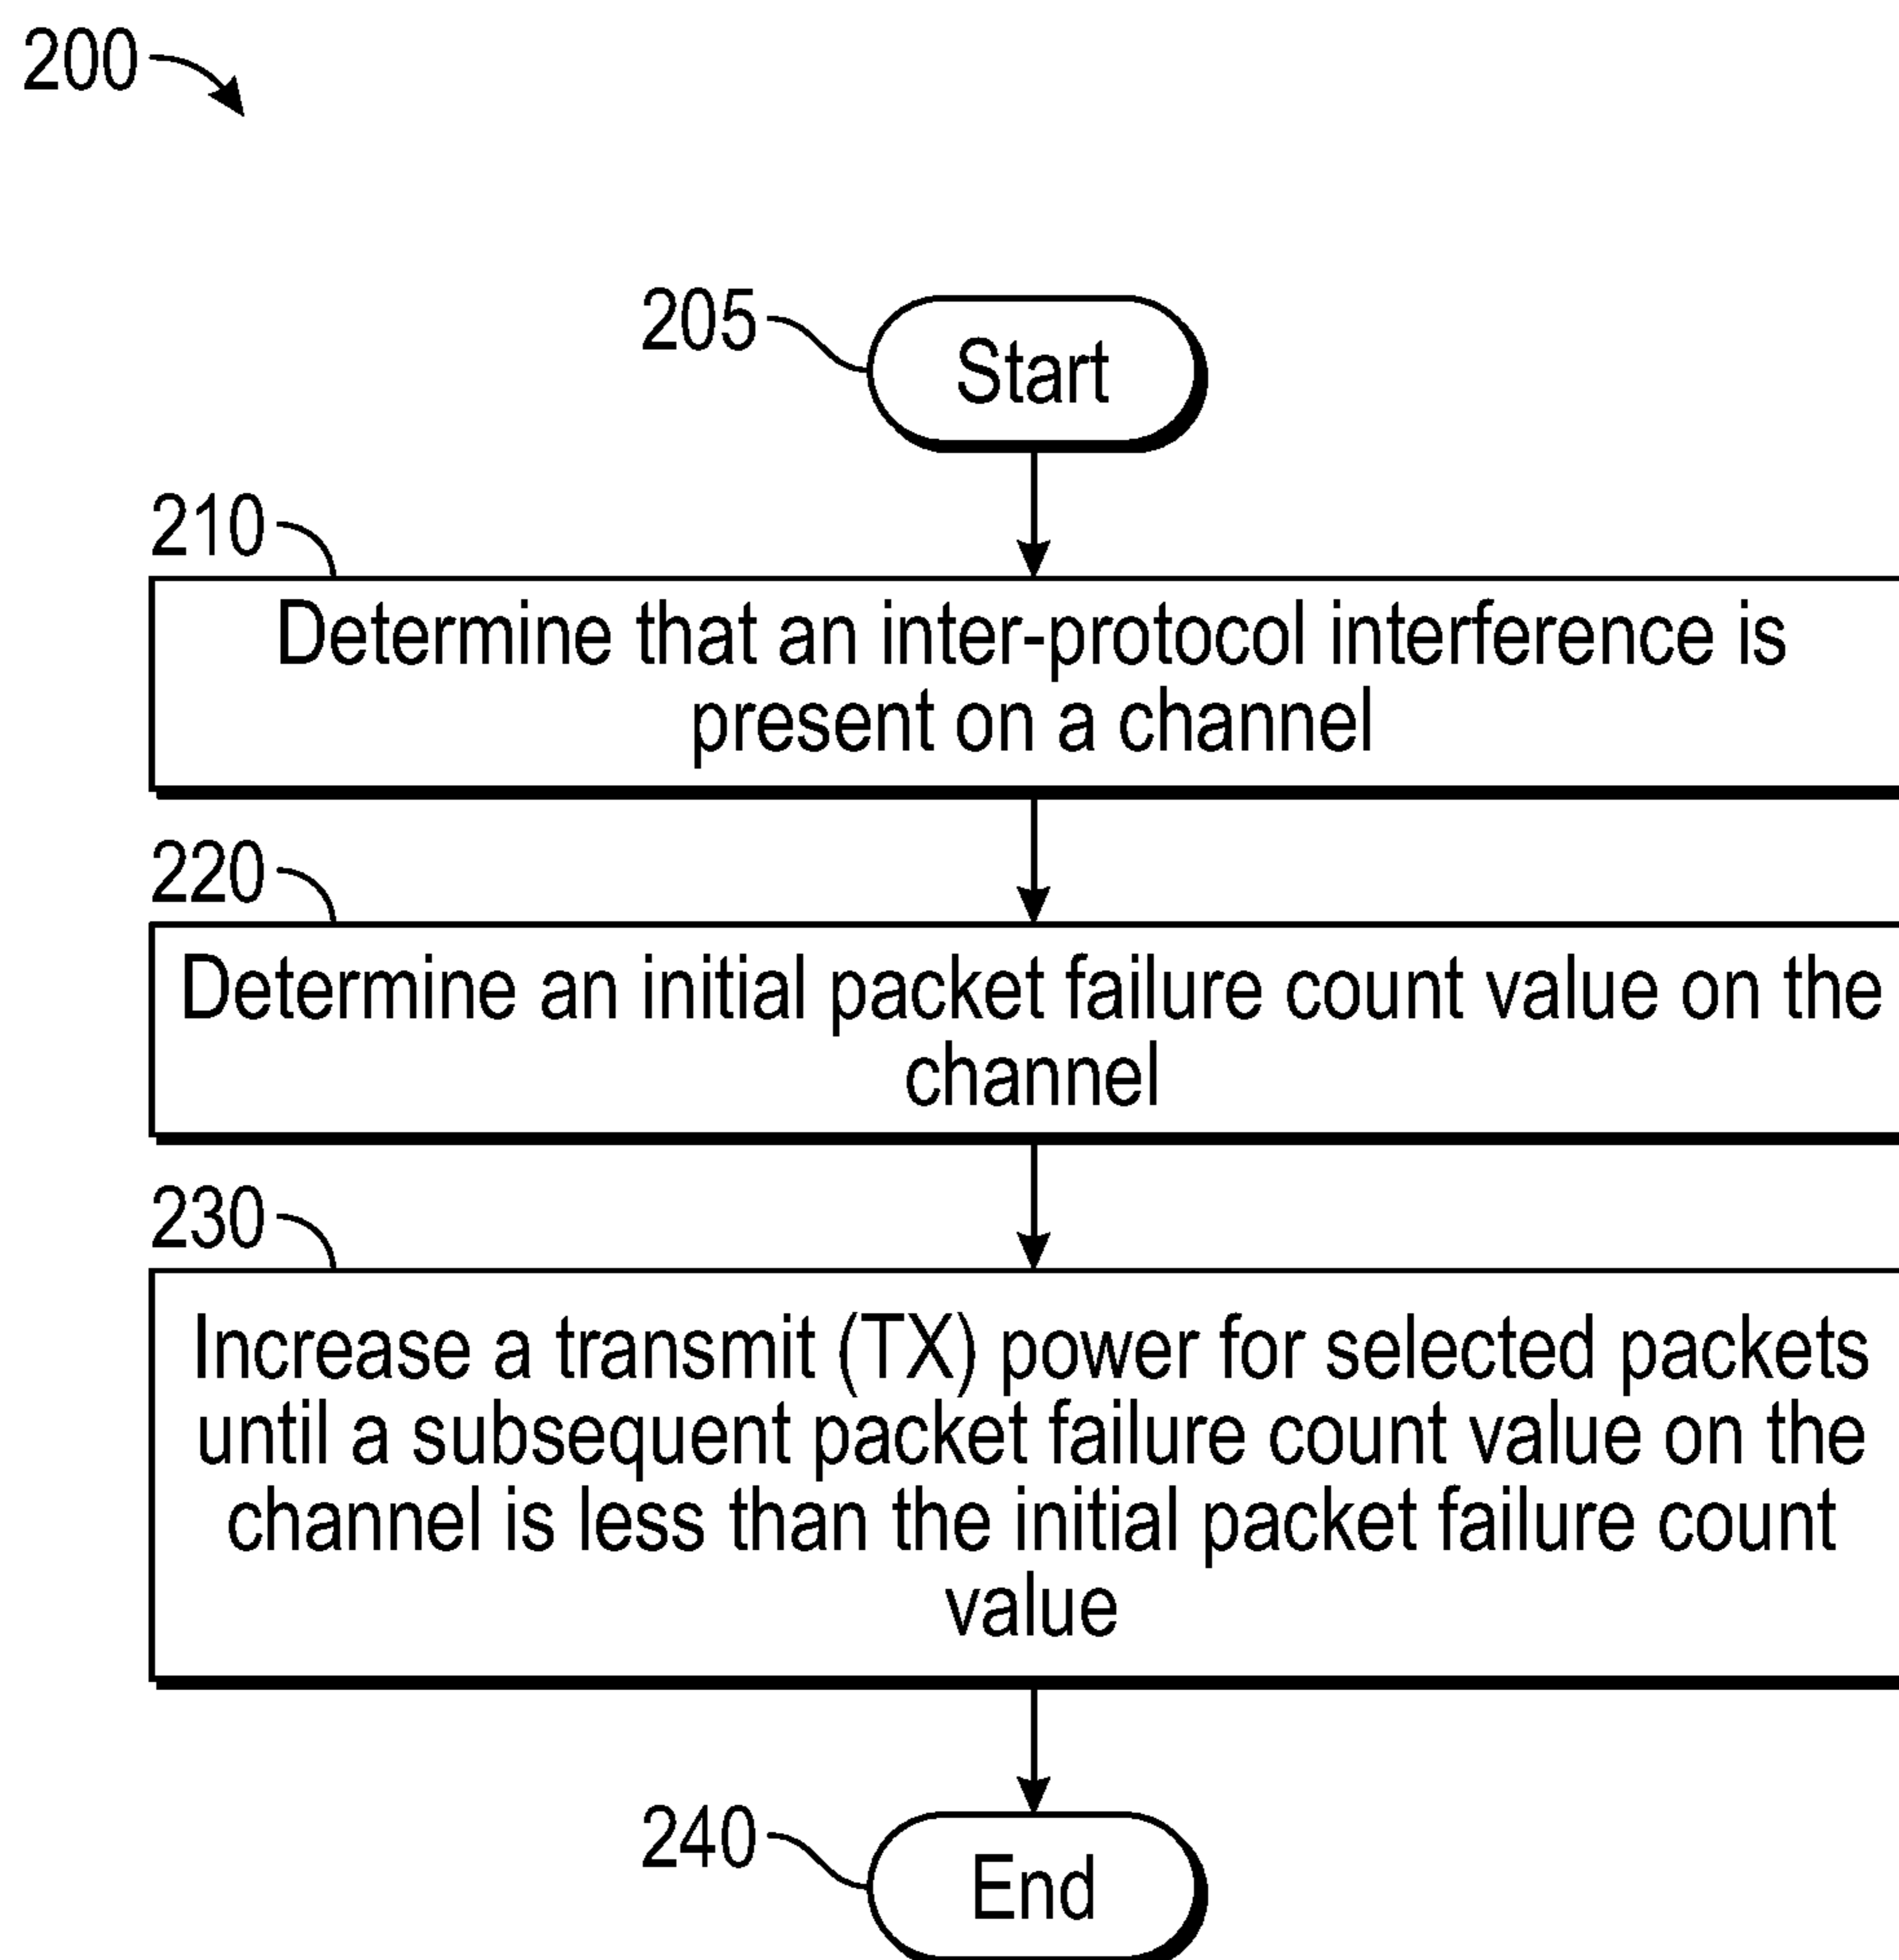 200
205
Start
210
Determine that an inter-protocol interference is
present on a channel
220
Determine an initial packet failure count value on the
channel
230
Increase a transmit (TX) power for selected packets
until a subsequent packet failure count value on the
channel is less than the initial packet failure count
value
240
End